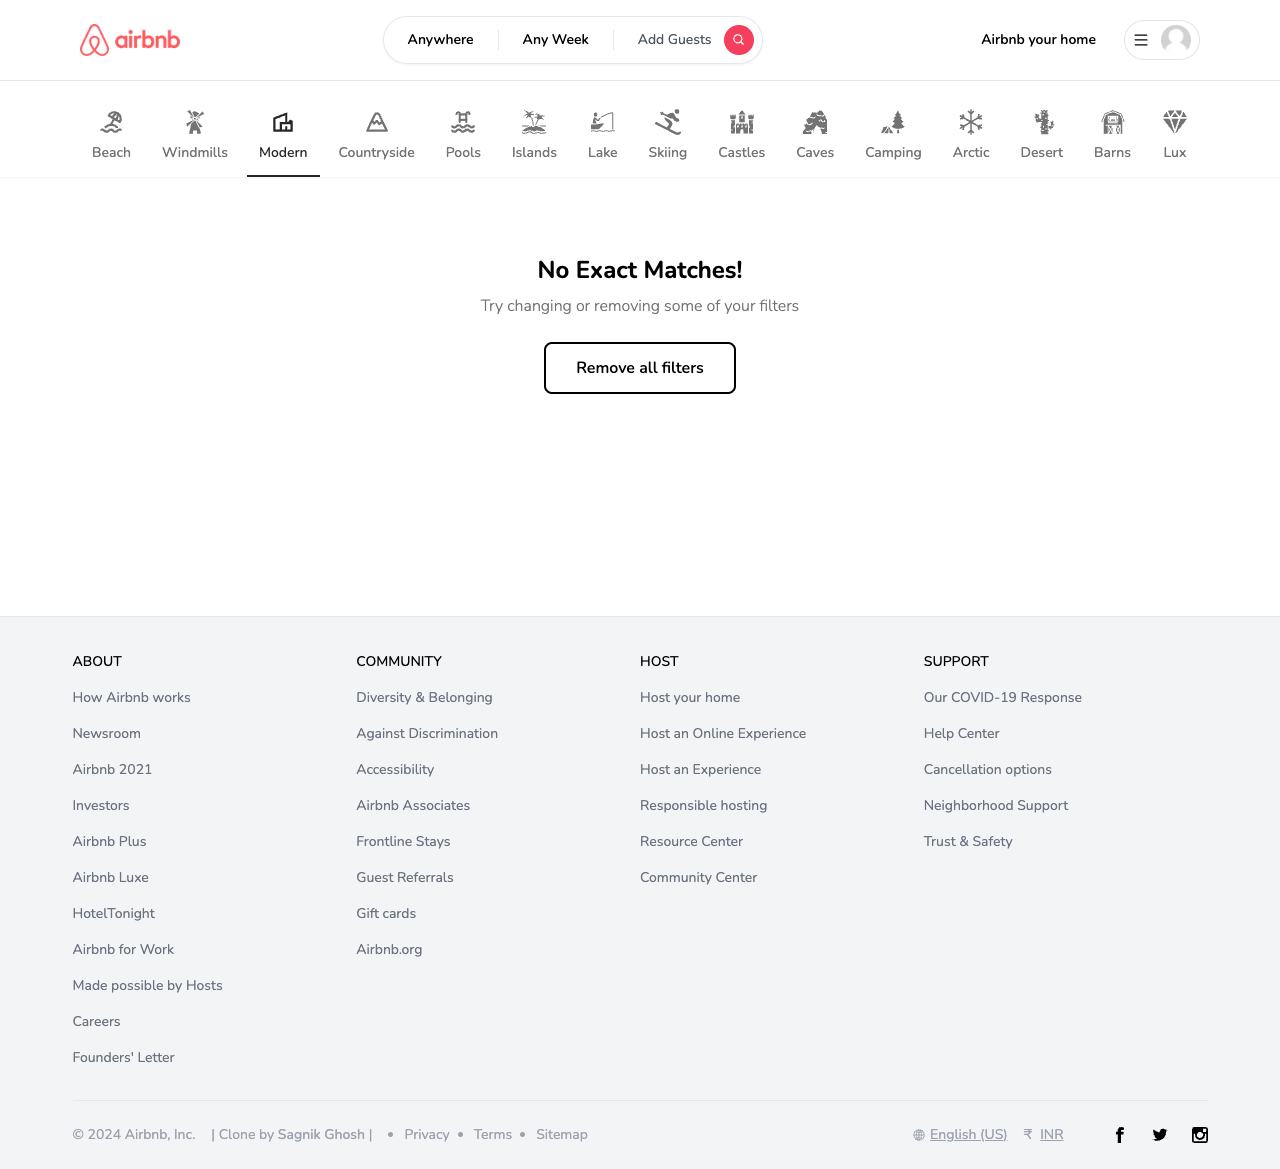 airbnb
Anywhere Any Week Add Guests
Airbnb your home
Beach Windmills Modern Countryside Pools Islands Lake Skiing Castles Caves Camping Arctic Desert Barns Lux
No Exact Matches!
Try changing or removing some of your filters
Remove all filters
ABOUT
How Airbnb works
Newsroom
Airbnb 2021
Investors
Airbnb Plus
Airbnb Luxe
HotelTonight
Airbnb for Work
Made possible by Hosts
Careers
Founders' Letter
COMMUNITY
Diversity & Belonging
Against Discrimination
Accessibility
Airbnb Associates
Frontline Stays
Guest Referrals
Gift cards
Airbnb.org
HOST
Host your home
Host an Online Experience
Host an Experience
Responsible hosting
Resource Center
Community Center
SUPPORT
Our COVID-19 Response
Help Center
Cancellation options
Neighborhood Support
Trust & Safety
© 2024 Airbnb, Inc. | Clone by Sagnik Ghosh | • Privacy • Terms • Sitemap
English (US) ₹ INR